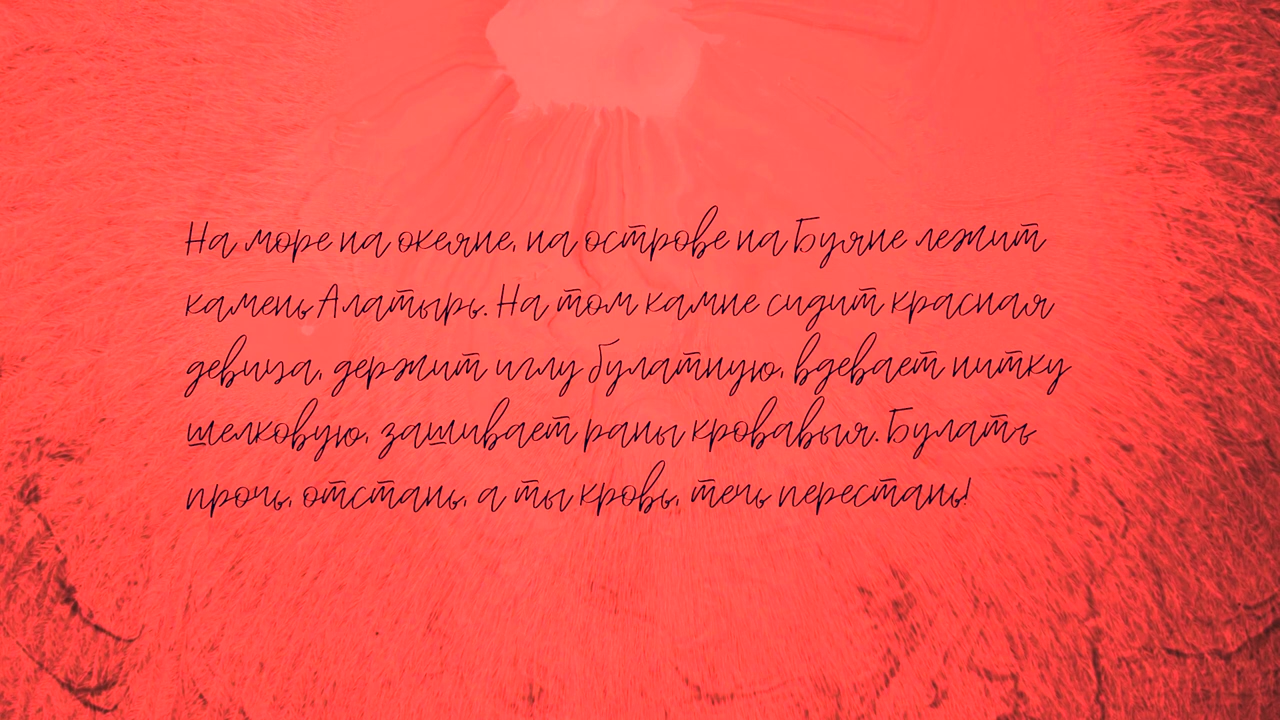 На море на океяне, на острове на Буяне лежит
камень Алатырь. На том камне сидит красная
девица, держит иглу булатную, вдевает нитку
шелковую, зашивает раны кровавыя. Булатъ
прочь, отстань, а ты кровь, течь перестань!